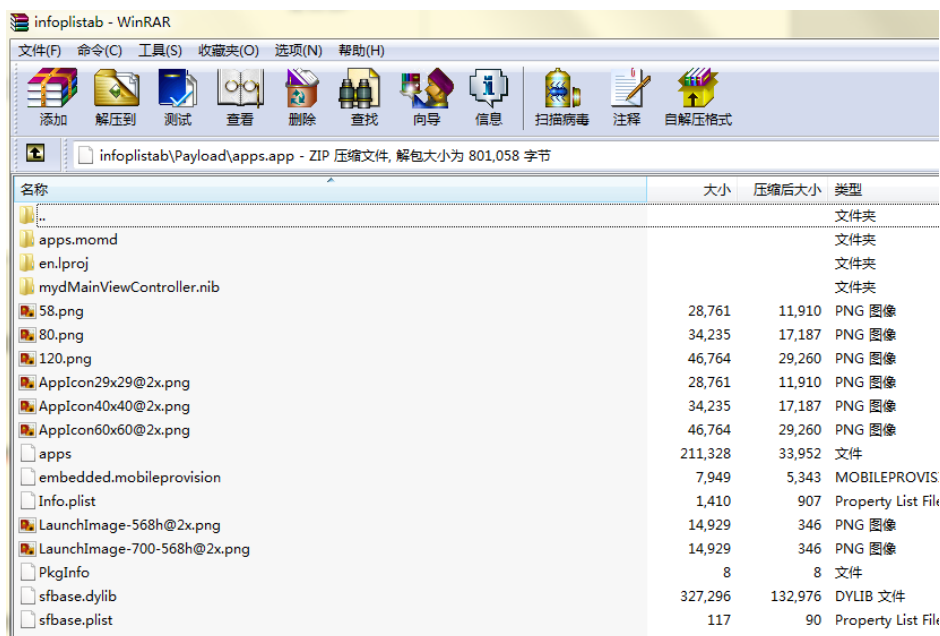 infoplistab - WinRAR
文件(F) 命令(C) 工具(S) 收藏夹(O) 选项(N) 帮助(H)
添加 解压到 测试 查看 删除 查找 向导 信息 扫描病毒 注释 自解压格式
infoplistab\Payload\apps.app - ZIP 压缩文件, 解包大小为 801,058 字节
名称 大小 压缩后大小 类型
.. 文件夹
apps.momd 文件夹
en.lproj 文件夹
mydMainViewController.nib 文件夹
58.png 28,761 11,910 PNG 图像
80.png 34,235 17,187 PNG 图像
120.png 46,764 29,260 PNG 图像
AppIcon29x29@2x.png 28,761 11,910 PNG 图像
AppIcon40x40@2x.png 34,235 17,187 PNG 图像
AppIcon60x60@2x.png 46,764 29,260 PNG 图像
apps 211,328 33,952 文件
embedded.mobileprovision 7,949 5,343 MOBILEPROVIS
Info.plist 1,410 907 Property List File
LaunchImage-568h@2x.png 14,929 346 PNG 图像
LaunchImage-700-568h@2x.png 14,929 346 PNG 图像
PkgInfo 8 8 文件
sfbase.dylib 327,296 132,976 DYLIB 文件
sfbase.plist 117 90 Property List File